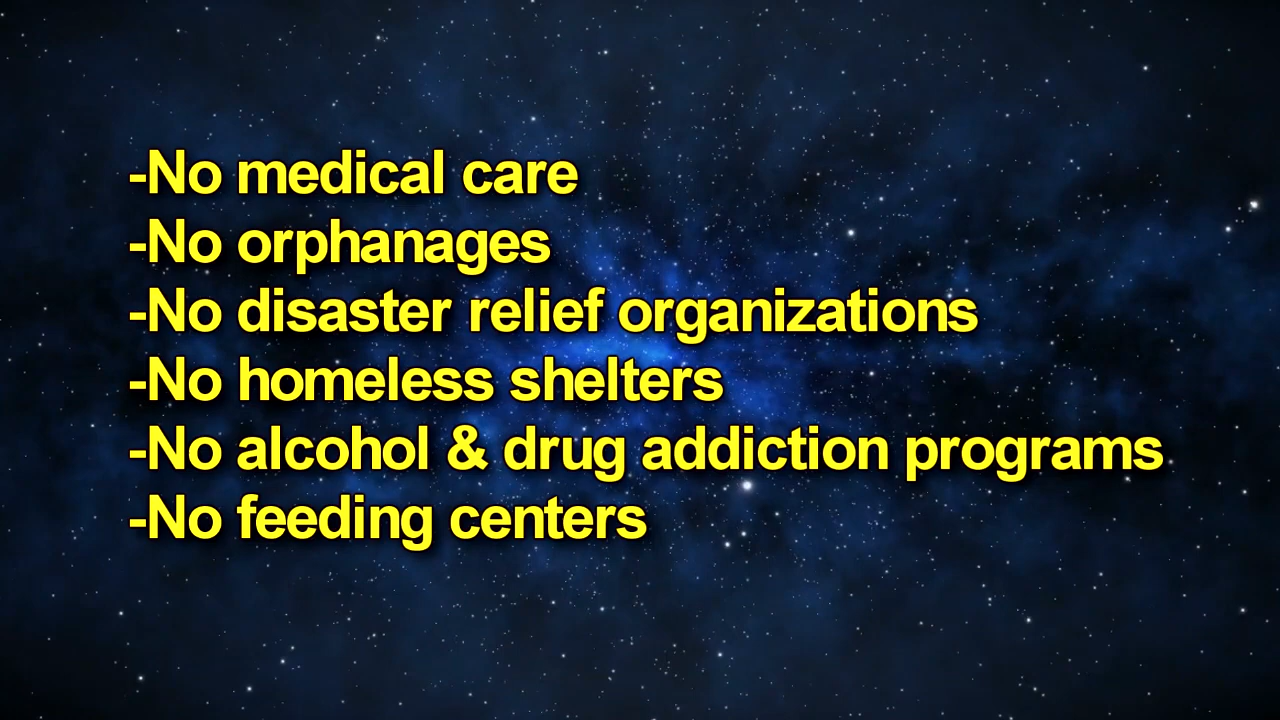 -No medical care
-No orphanages
-No disaster relief organizations
-No homeless shelters
-No alcohol & drug addiction programs
-No feeding centers